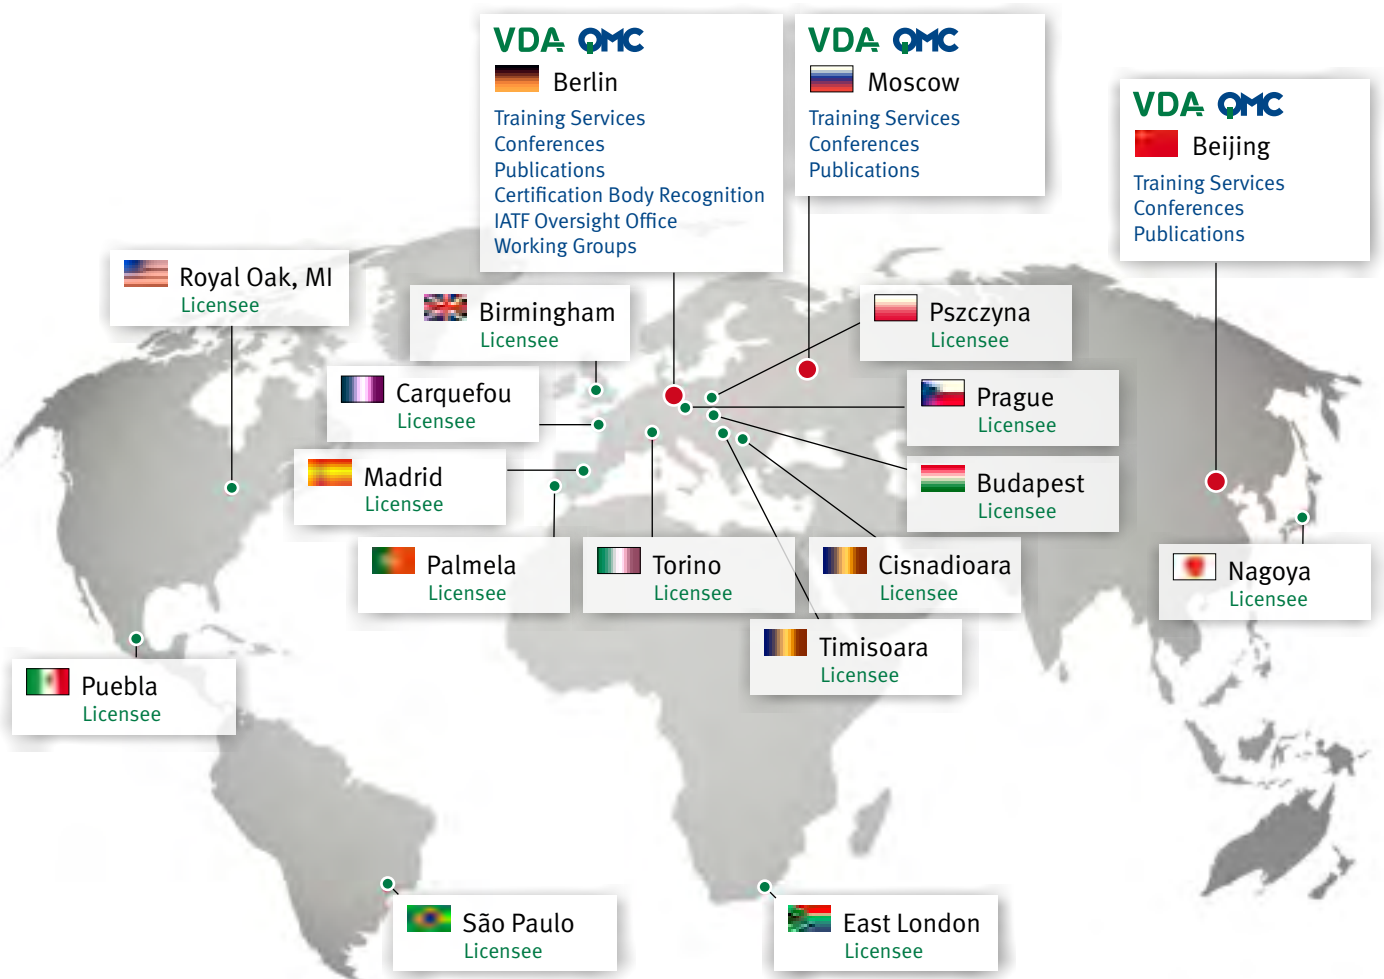 VDA QMC
Berlin
Training Services
Conferences
Publications
Certification Body Recognition
IATF Oversight Office
Working Groups
VDA QMC
Moscow
Training Services
Conferences
Publications
VDA QMC
Beijing
Training Services
Conferences
Publications
Royal Oak, MI
Licensee
Birmingham
Licensee
Pszczyna
Licensee
Carquefou
Licensee
Prague
Licensee
Madrid
Licensee
Budapest
Licensee
Palmela
Licensee
Torino
Licensee
Cisnadioara
Licensee
Nagoya
Licensee
Timisoara
Licensee
Puebla
Licensee
São Paulo
Licensee
East London
Licensee